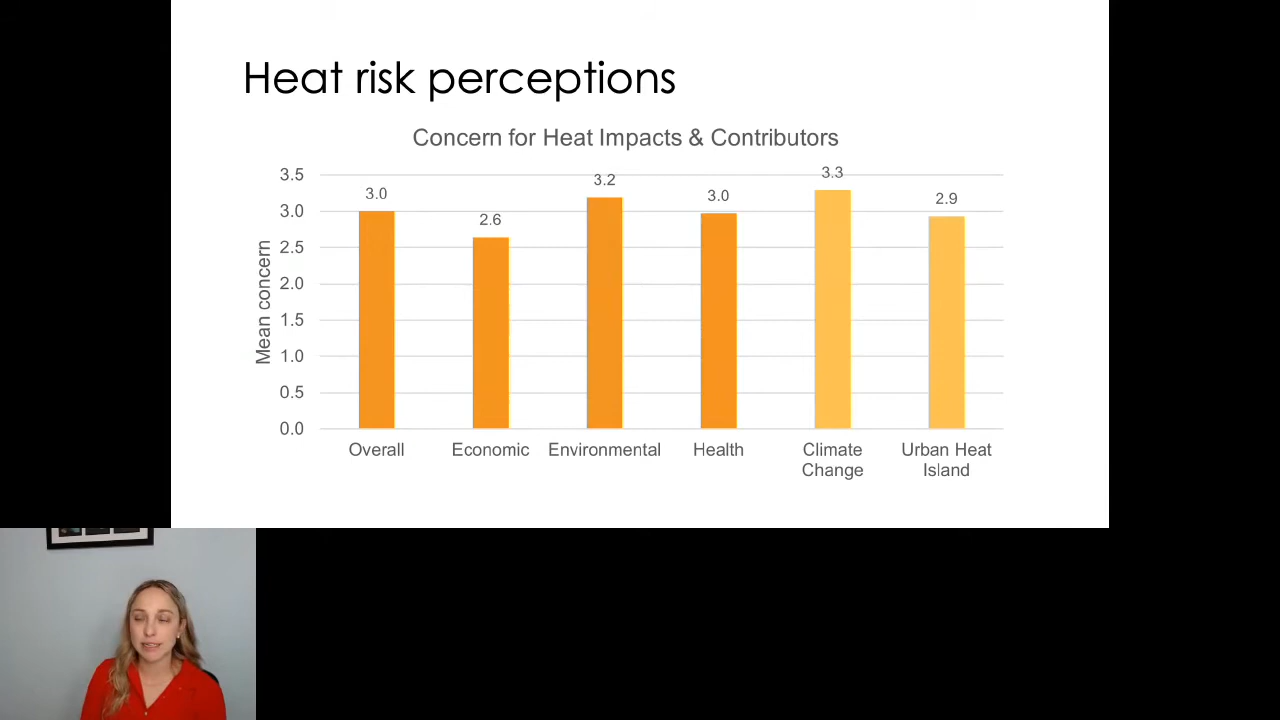 Heat risk perceptions
Concern for Heat Impacts & Contributors
Mean concern
3.5
3.0
2.5
2.0
1.5
1.0
0.5
0.0
3.0
2.6
3.2
3.0
3.3
2.9
Overall
Economic
Environmental
Health
Climate
Change
Urban Heat
Island